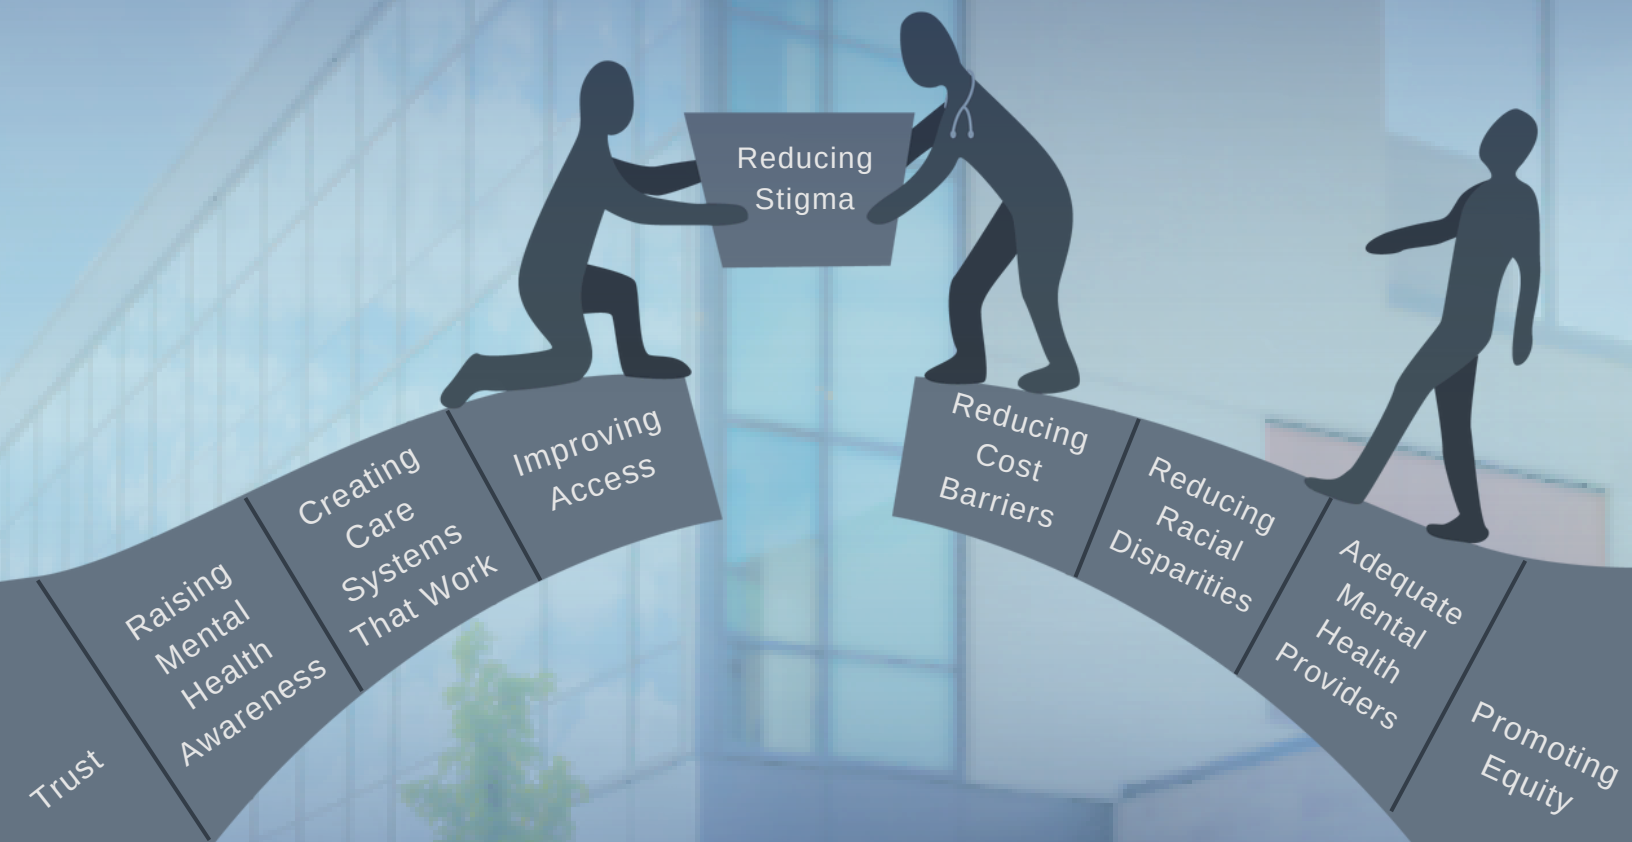 Reducing
Stigma
Trust
Raising
Mental
Health
Awareness
Creating
Care
Systems
That Work
Improving
Access
Reducing
Cost
Barriers
Reducing
Racial
Disparities
Adequate
Mental
Health
Providers
Promoting
Equity